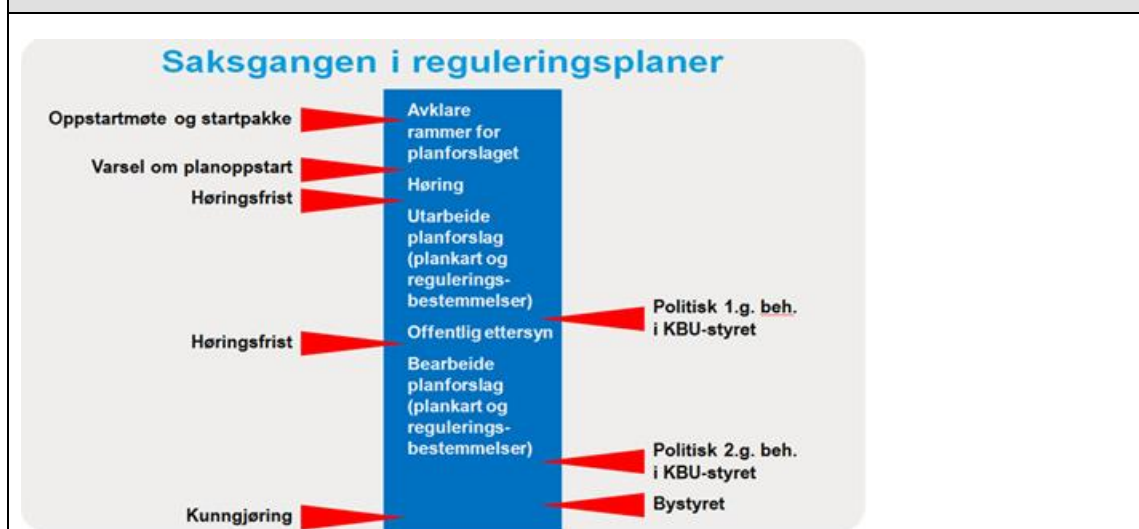 Saksgangen i reguleringsplaner
Oppstartmøte og startpakke
Avklare
rammer for
planforslaget
Varsel om planoppstart
Høring
Høringsfrist
Utarbeide
planforslag
(plankart og
regulerings-
bestemmelser)
Politisk 1.g. beh.
i KBU-styret
Offentlig ettersyn
Høringsfrist
Bearbeide
planforslag
(plankart og
regulerings-
bestemmelser)
Politisk 2.g. beh.
i KBU-styret
Bystyret
Kunngjøring